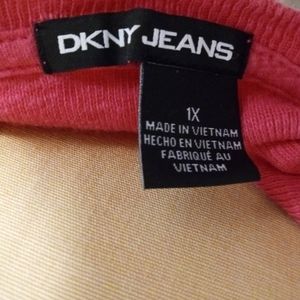 DKNY JEANS
1X
MADE IN VIETNAM
HECHO EN VIETNAM
FABRIQUÉ AU
VIETNAM